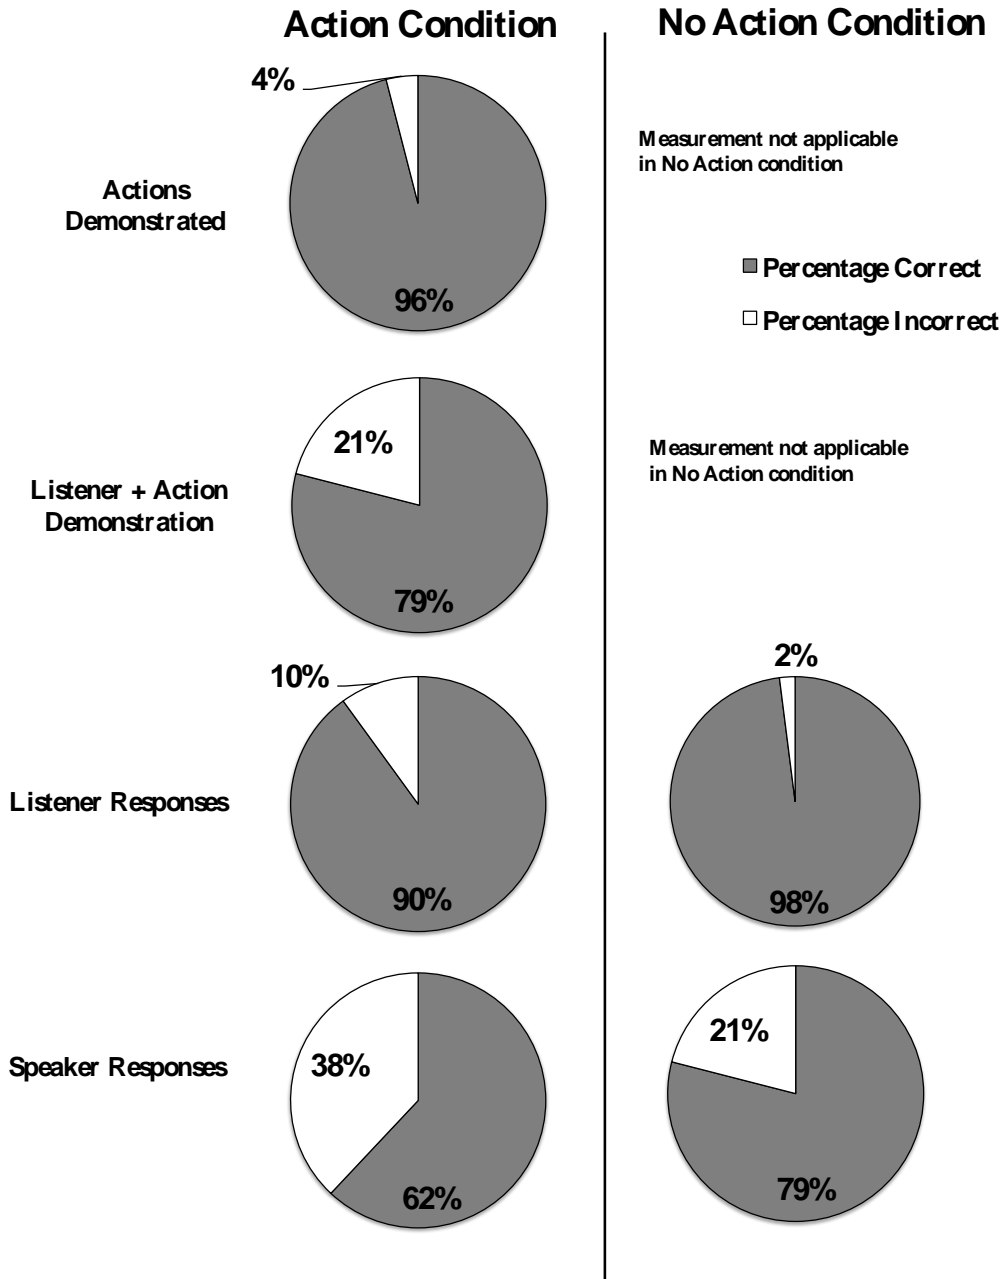 Action Condition
No Action Condition
4%
Measurement not applicable
in No Action condition
Actions
Demonstrated
Percentage Correct
96%
Percentage Incorrect
21%
Measurement not applicable
in No Action condition
Listener + Action
Demonstration
79%
10%
2%
Listener Responses
90%
98%
21%
Speaker Responses
38%
62%
79%